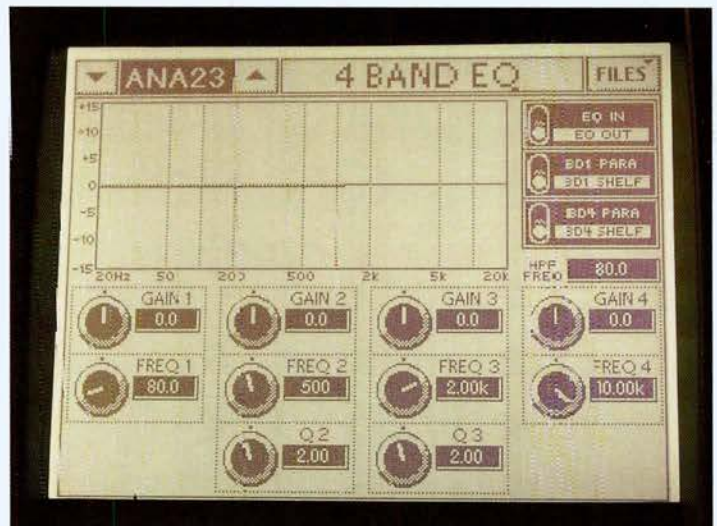 ANA23 4 BAND EQ FILES
+15
+10
+5
0
-5
-10
-15
20Hz 50 200 500 2k 5k 20k
EQ IN
EQ OUT
BD1 PARA
BD1 SHELF
BD4 PARA
BD4 SHELF
HPF FREQ 80.0
GAIN 1 GAIN 2 GAIN 3 GAIN 4
0.0 0.0 0.0 0.0
FREQ 1 FREQ 2 FREQ 3 FREQ 4
80.0 500 2.00k 10.00k
Q 2 Q 3
2.00 2.00